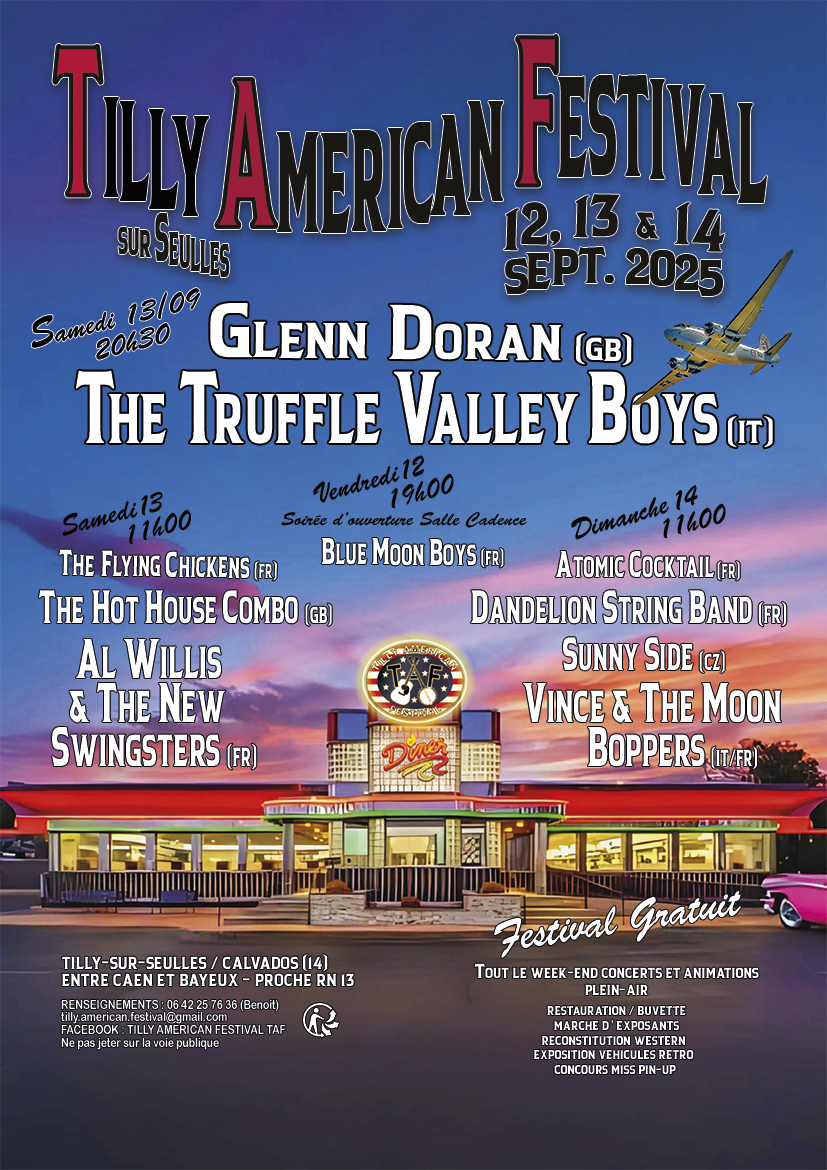 TILLY AMERICAN FESTIVAL
SUR SEULLES
12, 13 & 14
SEPT. 2025
Samedi 13/09
20h30
GLENN DORAN (GB)
THE TRUFFLE VALLEY BOYS (IT)
Samedi 13
11h00
THE FLYING CHICKENS (FR)
THE HOT HOUSE COMBO (GB)
AL WILLIS
& THE NEW
SWINGSTERS (FR)
Vendredi 12
19h00
Soirée d'ouverture Salle Cadence
BLUE MOON BOYS (FR)
Dimanche 14
11h00
ATOMIC COCKTAIL (FR)
DANDELION STRING BAND (FR)
SUNNY SIDE (CZ)
VINCE & THE MOON
BOPPERS (IT/FR)
TILLY AMERICAN
TAF
FESTIVAL
Diner
Festival Gratuit
TILLY-SUR-SEULLES / CALVADOS (14)
ENTRE CAEN ET BAYEUX - PROCHE RN 13
RENSEIGNEMENTS : 06 42 25 76 36 (Benoit)
tilly.american.festival@gmail.com
FACEBOOK : TILLY AMERICAN FESTIVAL TAF
Ne pas jeter sur la voie publique
TOUT LE WEEK-END CONCERTS ET ANIMATIONS
PLEIN-AIR
RESTAURATION / BUVETTE
MARCHE D' EXPOSANTS
RECONSTITUTION WESTERN
EXPOSITION VEHICULES RETRO
CONCOURS MISS PIN-UP